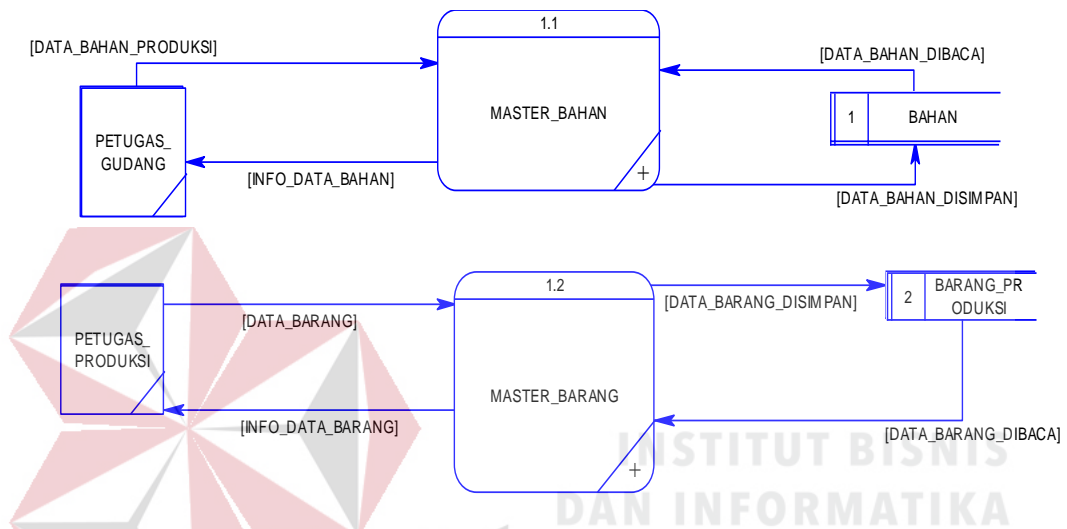 1.1
[DATA_BAHAN_PRODUKSI]
[DATA_BAHAN_DIBACA]
MASTER_BAHAN
1
BAHAN
PETUGAS_
GUDANG
[INFO_DATA_BAHAN]
+
[DATA_BAHAN_DISIMPAN]
1.2
[DATA_BARANG_DISIMPAN]
2
BARANG_PR
ODUKSI
[DATA_BARANG]
PETUGAS_
PRODUKSI
MASTER_BARANG
[INFO_DATA_BARANG]
[DATA_BARANG_DIBACA]
+
INSTITUT BISNIS
DAN INFORMATIKA